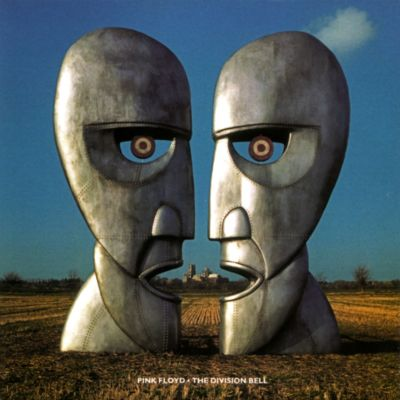 PINK FLOYD • THE DIVISION BELL